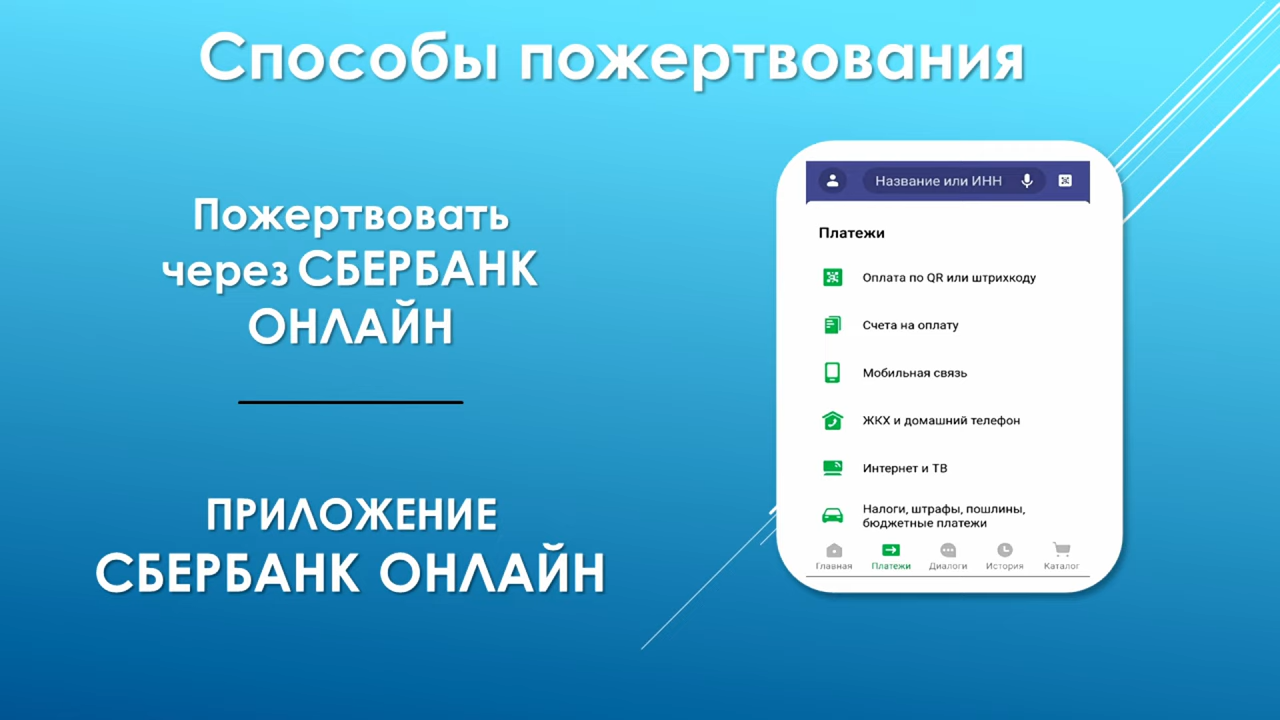 Способы пожертвования
Пожертвовать
через СБЕРБАНК
ОНЛАЙН
ПРИЛОЖЕНИЕ
СБЕРБАНК ОНЛАЙН
Название или ИНН
Платежи
Оплата по QR или штрихкоду
Счета на оплату
Мобильная связь
ЖКХ и домашний телефон
Интернет и ТВ
Налоги, штрафы, пошлины,
бюджетные платежи
Главная Платежи Диалоги История Каталог